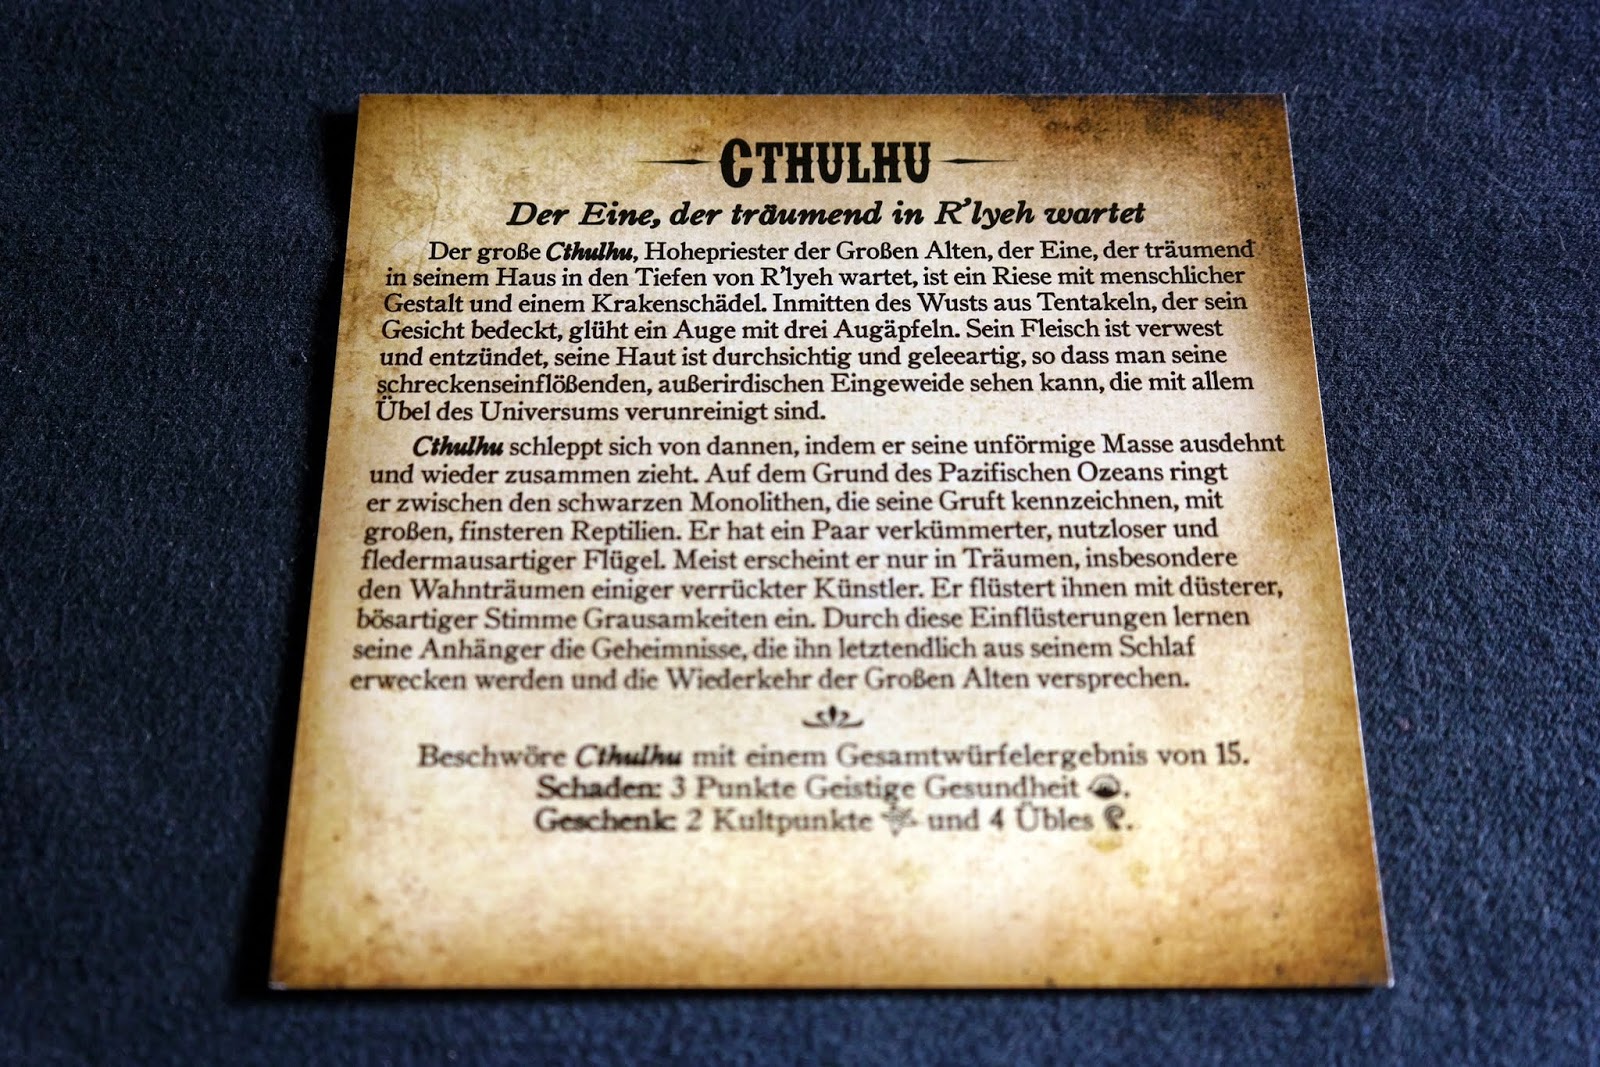 CTHULHU
Der Eine, der träumend in R'lyeh wartet
Der große Cthulhu, Hohepriester der Großen Alten, der Eine, der träumend
in seinem Haus in den Tiefen von R'lyeh wartet, ist ein Riese mit menschlicher
Gestalt und einem Krakenschädel. Inmitten des Wusts aus Tentakeln, der sein
Gesicht bedeckt, glüht ein Auge mit drei Augäpfeln. Sein Fleisch ist verwest
und entzündet, seine Haut ist durchsichtig und geleeartig, so dass man seine
schreckenseinflößenden, außerirdischen Eingeweide sehen kann, die mit allem
Übel des Universums verunreinigt sind.
Cthulhu schleppt sich von dannen, indem er seine unförmige Masse ausdehnt
und wieder zusammen zieht. Auf dem Grund des Pazifischen Ozeans ringt
er zwischen den schwarzen Monolithen, die seine Gruft kennzeichnen, mit
großen, finsteren Reptilien. Er hat ein Paar verkümmerter, nutzloser und
fledermausartiger Flügel. Meist erscheint er nur in Träumen, insbesondere
den Wahnträumen einiger verrückter Künstler. Er flüstert ihnen mit düsterer,
bösartiger Stimme Grausamkeiten ein. Durch diese Einflüsterungen lernen
seine Anhänger die Geheimnisse, die ihn letztendlich aus seinem Schlaf
erwecken werden und die Wiederkehr der Großen Alten versprechen.
Beschwöre Cthulhu mit einem Gesamtwürfelergebnis von 15.
Schaden: 3 Punkte Geistige Gesundheit.
Geschenk: 2 Kultpunkte und 4 Übles.